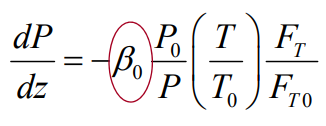 dP/dz = -β₀ P₀/P (T/T₀) F_T/F_T0